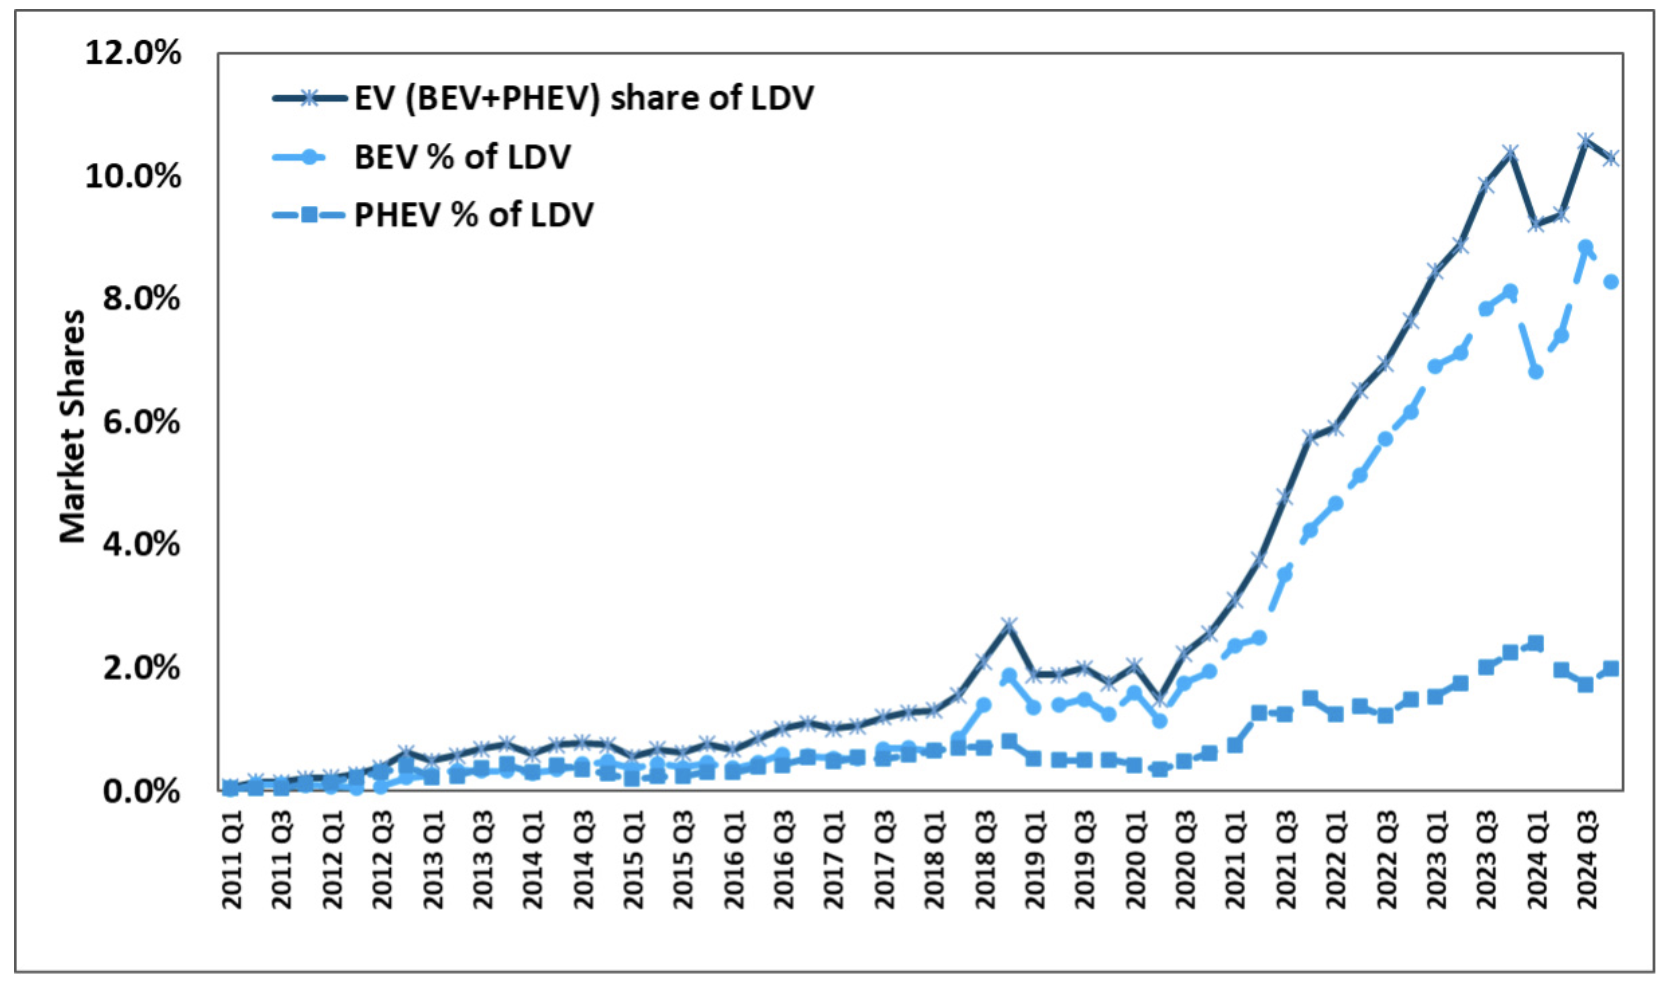 12.0%
10.0%
8.0%
6.0%
4.0%
2.0%
0.0%
Market Shares
EV (BEV+PHEV) share of LDV
BEV % of LDV
PHEV % of LDV
2011 Q1
2011 Q3
2012 Q1
2012 Q3
2013 Q1
2013 Q3
2014 Q1
2014 Q3
2015 Q1
2015 Q3
2016 Q1
2016 Q3
2017 Q1
2017 Q3
2018 Q1
2018 Q3
2019 Q1
2019 Q3
2020 Q1
2020 Q3
2021 Q1
2021 Q3
2022 Q1
2022 Q3
2023 Q1
2023 Q3
2024 Q1
2024 Q3